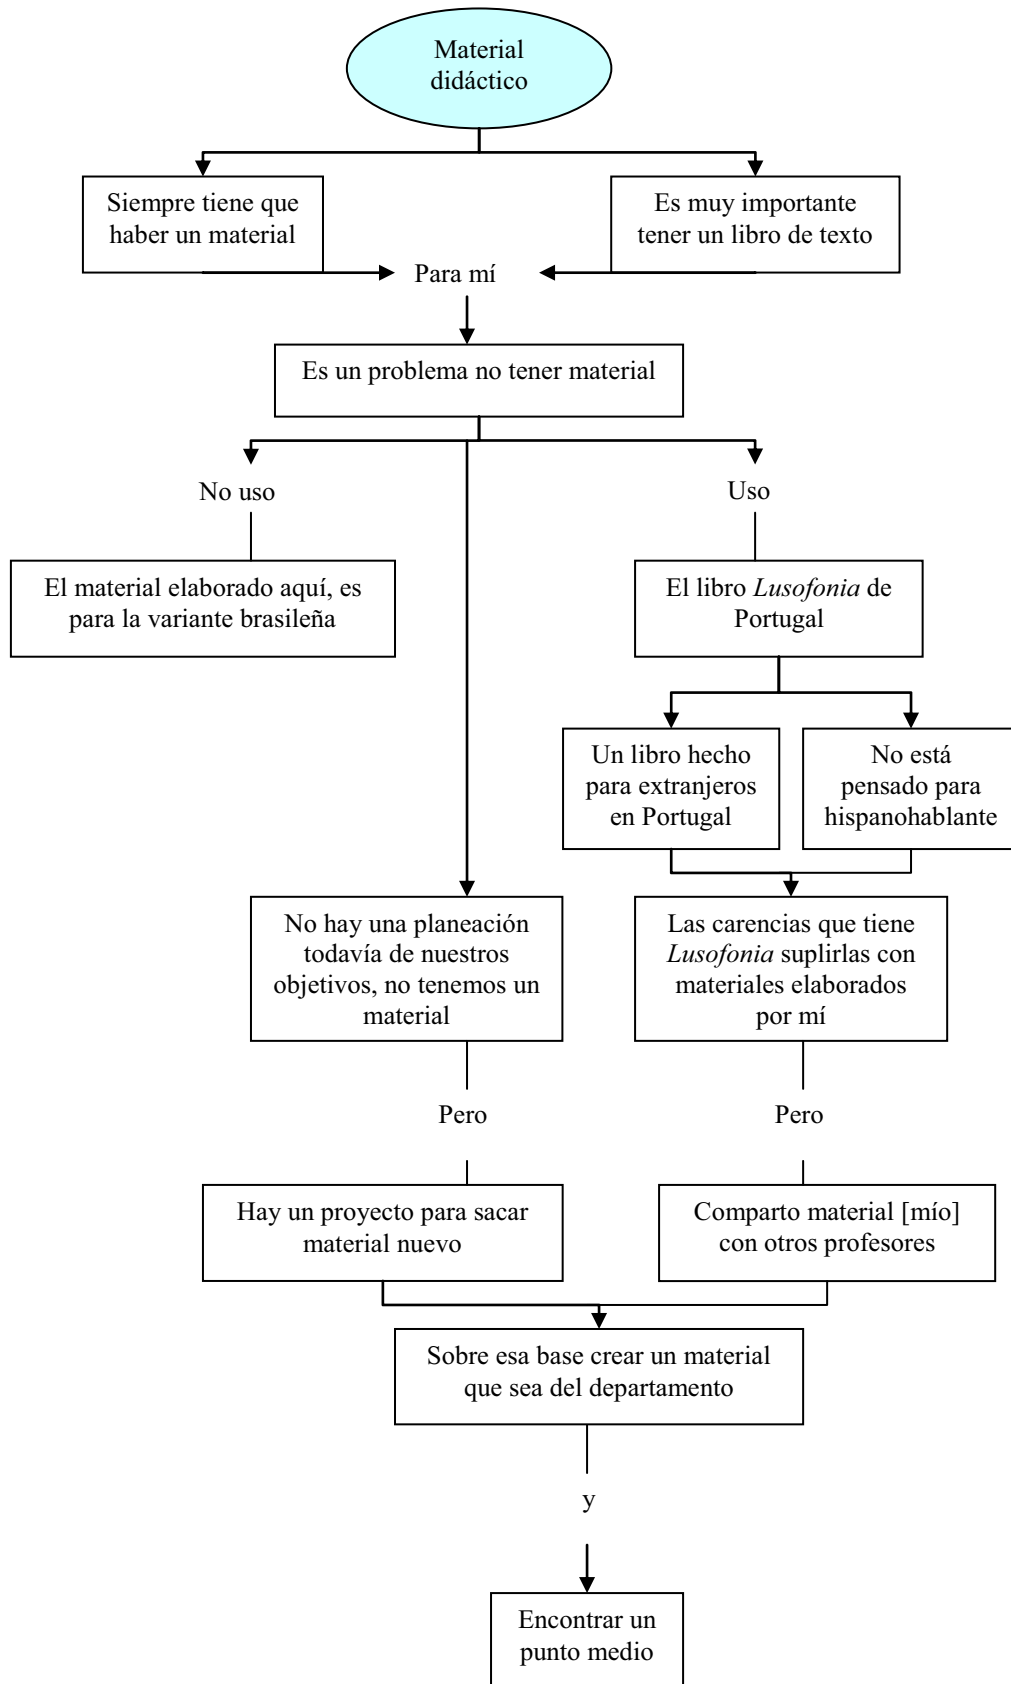 Material
didáctico
Siempre tiene que
haber un material
Es muy importante
tener un libro de texto
Para mí
Es un problema no tener material
No uso
Uso
El material elaborado aquí, es
para la variante brasileña
El libro Lusofonia de
Portugal
Un libro hecho
para extranjeros
en Portugal
No está
pensado para
hispanohablante
No hay una planeación
todavía de nuestros
objetivos, no tenemos un
material
Las carencias que tiene
Lusofonia suplirlas con
materiales elaborados
por mí
Pero
Pero
Hay un proyecto para sacar
material nuevo
Comparto material [mío]
con otros profesores
Sobre esa base crear un material
que sea del departamento
y
Encontrar un
punto medio